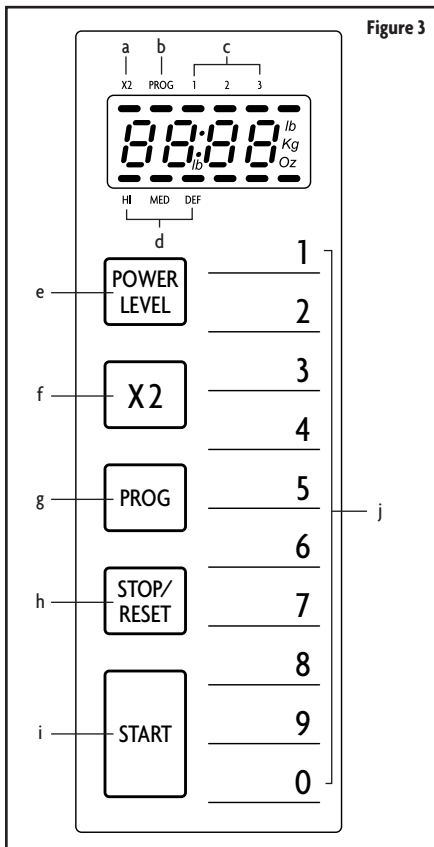 Figure 3
a b c
X2 PROG 1 2 3
88:88 lb
lb Kg
Oz
HI MED DEF
d
1
e POWER
LEVEL
2
3
f X2
4
g PROG 5 j
6
h STOP/
RESET 7
8
i START 9
0